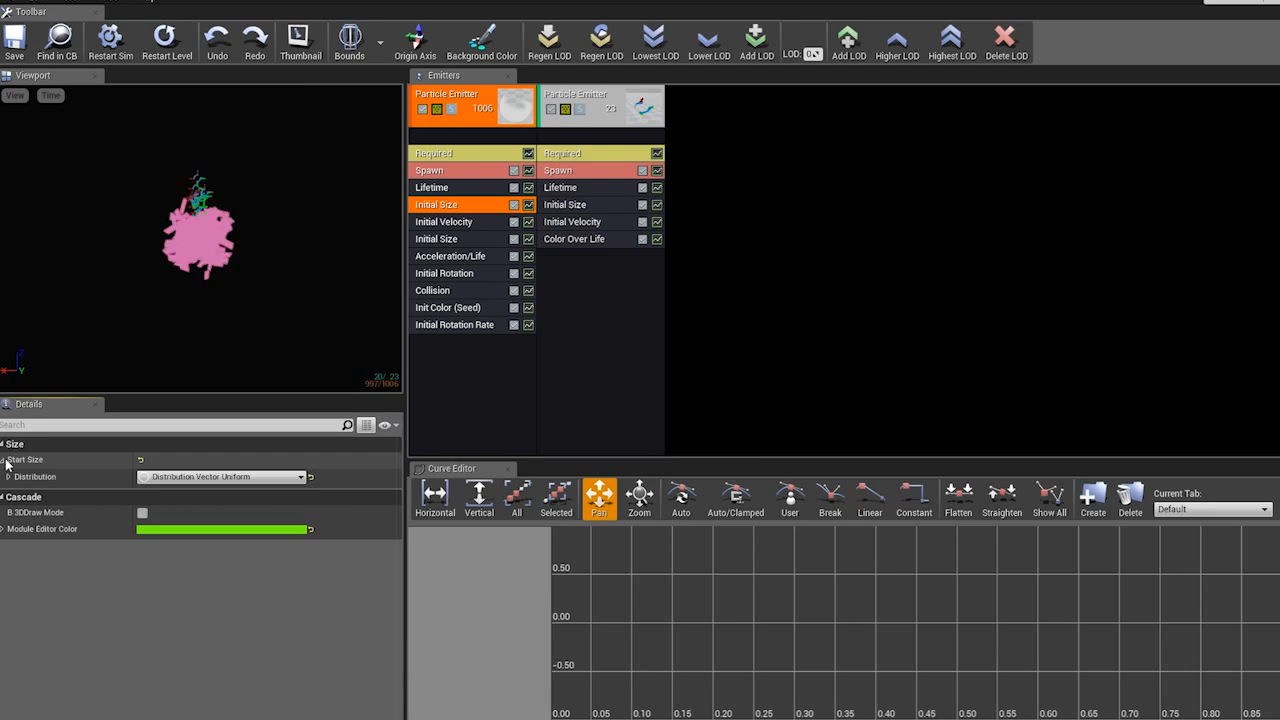 Toolbar
Save
Find in CB
Restart Sim
Restart Level
Undo
Redo
Thumbnail
Bounds
Origin Axis
Background Color
Regen LOD
Regen LOD
Lowest LOD
Lower LOD
Add LOD
LOD: 0
Add LOD
Higher LOD
Highest LOD
Delete LOD
Viewport
View
Time
Z
X
Y
20/ 23
997/1006
Emitters
Particle Emitter
1006
Particle Emitter
23
Required
Spawn
Lifetime
Initial Size
Initial Velocity
Initial Size
Acceleration/Life
Initial Rotation
Collision
Init Color (Seed)
Initial Rotation Rate
Required
Spawn
Lifetime
Initial Size
Initial Velocity
Color Over Life
Details
Search
Size
Start Size
Distribution
Distribution Vector Uniform
Cascade
B 3DDraw Mode
Module Editor Color
Curve Editor
Horizontal
Vertical
All
Selected
Pan
Zoom
Auto
Auto/Clamped
User
Break
Linear
Constant
Flatten
Straighten
Show All
Create
Delete
Current Tab:
Default
0.50
0.00
-0.50
0.00 0.05 0.10 0.15 0.20 0.25 0.30 0.35 0.40 0.45 0.50 0.55 0.60 0.65 0.70 0.75 0.80 0.85